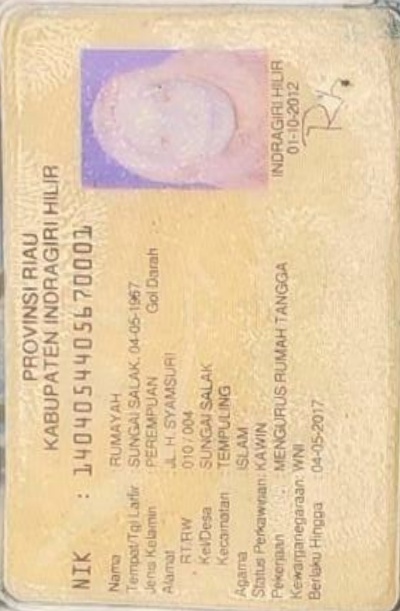 PROVINSI RIAU
KABUPATEN INDRAGIRI HILIR
NIK : 1404054405670001
Nama RUMAYAH
Tempat/Tgl Lahir SUNGAI SALAK, 04-05-1967
Jenis Kelamin PEREMPUAN Gol Darah
Alamat JL. H. SYAMSURI
RT/RW 010 / 004
Kel/Desa SUNGAI SALAK
Kecamatan TEMPULING
Agama ISLAM
Status Perkawinan: KAWIN
Pekerjaan : MENGURUS RUMAH TANGGA
Kewarganegaraan: WNI
Berlaku Hingga : 04-05-2017
INDRAGIRI HILIR
01-10-2012